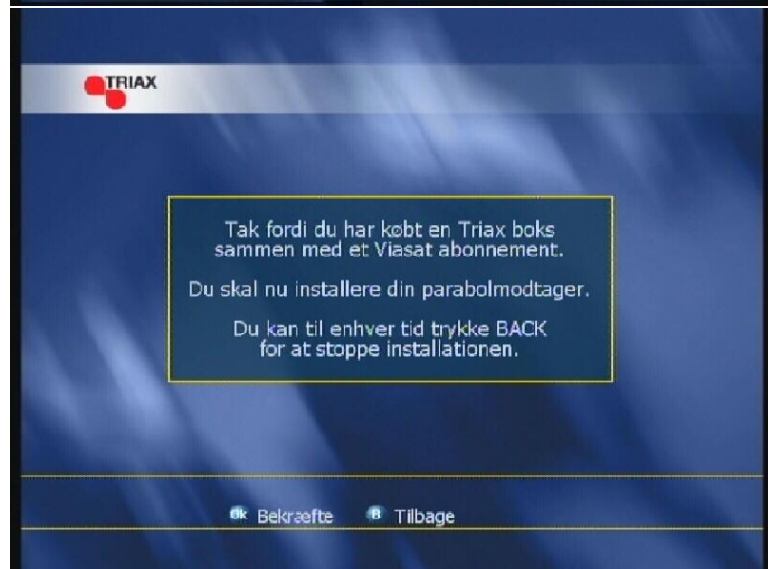 TRIAX
Tak fordi du har købt en Triax boks
sammen med et Viasat abonnement.
Du skal nu installere din parabolmodtager.
Du kan til enhver tid trykke BACK
for at stoppe installationen.
Ok Bekræfte B Tilbage